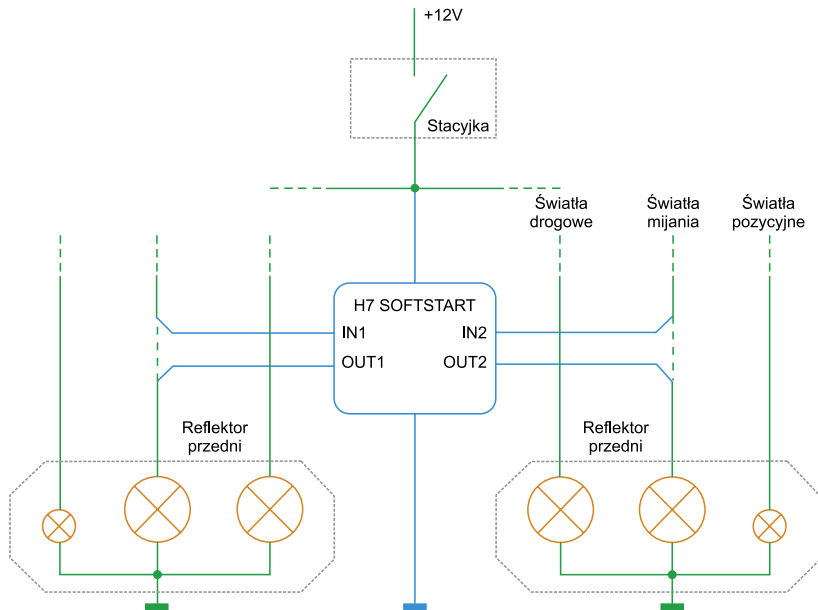 +12V
Stacyjka
Światła
drogowe
Światła
mijania
Światła
pozycyjne
H7 SOFTSTART
IN1
IN2
OUT1
OUT2
Reflektor
przedni
Reflektor
przedni